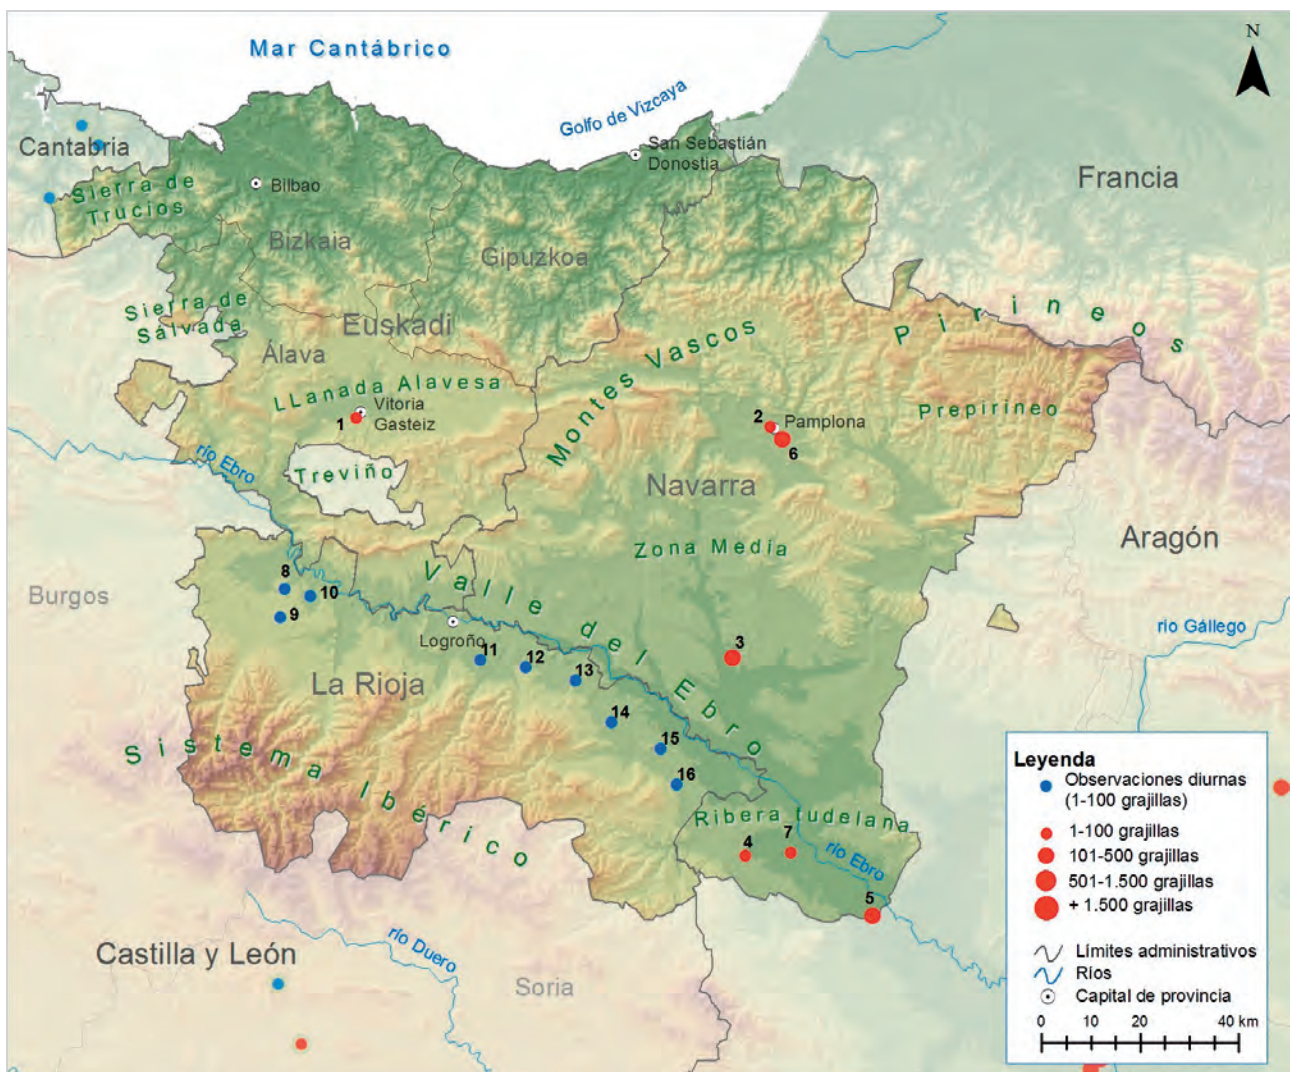 Mar Cantábrico
N
Golfo de Vizcaya
San Sebastián
Donostia
Cantabria
Francia
Sierra de
Trucios
Bilbao
Bizkaia
Gipuzkoa
Sierra de
Sálvada
Euskadi
Álava
Montes Vascos
Pirineos
LLanada Alavesa
Vitoria
Gasteiz
1
Prepirineo
2
Pamplona
6
río Ebro
Treviño
Navarra
Aragón
Zona Media
Burgos
8
10
9
Valle del Ebro
río Gállego
Logroño
11
12
13
3
La Rioja
14
15
16
Sistema Ibérico
Ribera tudelana
4
7
río Ebro
5
Castilla y León
río Duero
Soria
Leyenda
Observaciones diurnas
(1-100 grajillas)
1-100 grajillas
101-500 grajillas
501-1.500 grajillas
+ 1.500 grajillas
Límites administrativos
Ríos
Capital de provincia
0 10 20 40 km